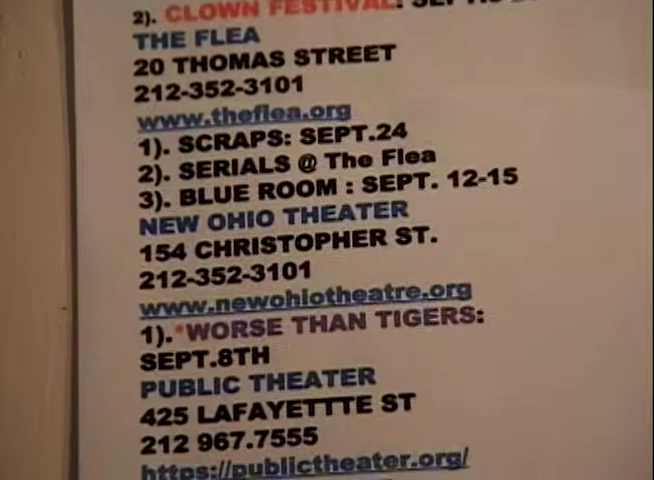 2). CLOWN FESTIVAL:
THE FLEA
20 THOMAS STREET
212-352-3101
www.theflea.org
1). SCRAPS: SEPT.24
2). SERIALS @ The Flea
3). BLUE ROOM : SEPT. 12-15
NEW OHIO THEATER
154 CHRISTOPHER ST.
212-352-3101
www.newohiotheatre.org
1).*WORSE THAN TIGERS:
SEPT.8TH
PUBLIC THEATER
425 LAFAYETTTE ST
212 967.7555
https://publictheater.org/